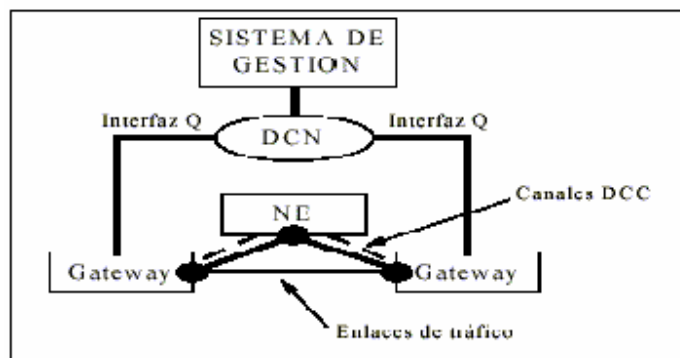 SISTEMA DE
GESTION
Interfaz Q
DCN
Interfaz Q
Canales DCC
NE
Gateway
Gateway
Enlaces de tráfico